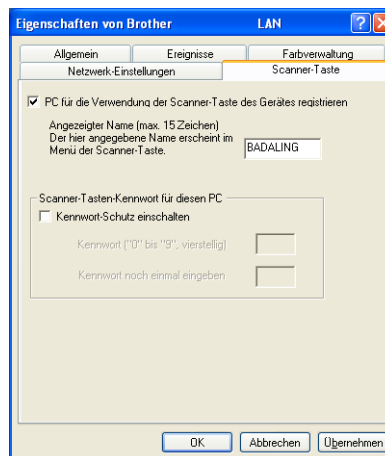 Eigenschaften von Brother LAN
Allgemein Ereignisse Farbverwaltung
Netzwerk-Einstellungen Scanner-Taste
PC für die Verwendung der Scanner-Taste des Gerätes registrieren
Angezeigter Name (max. 15 Zeichen)
Der hier angegebene Name erscheint im
Menü der Scanner-Taste.
BADALING
Scanner-Tasten-Kennwort für diesen PC
Kennwort-Schutz einschalten
Kennwort ("0" bis "9", vierstellig)
Kennwort noch einmal eingeben
OK Abbrechen Übernehmen